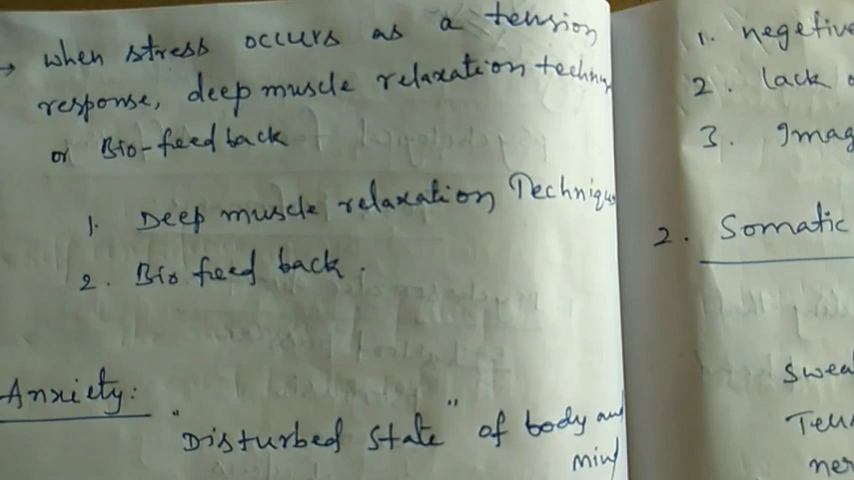 → when stress occurs as a tension
response, deep muscle relaxation techniq
or Bio-feed back
1. Deep muscle relaxation Technique
2. Bio feed back.
Anxiety:
"Disturbed state" of body and
mind
1. negetive
2. lack
3. Imag
2. Somatic
Swea
Ten
ner